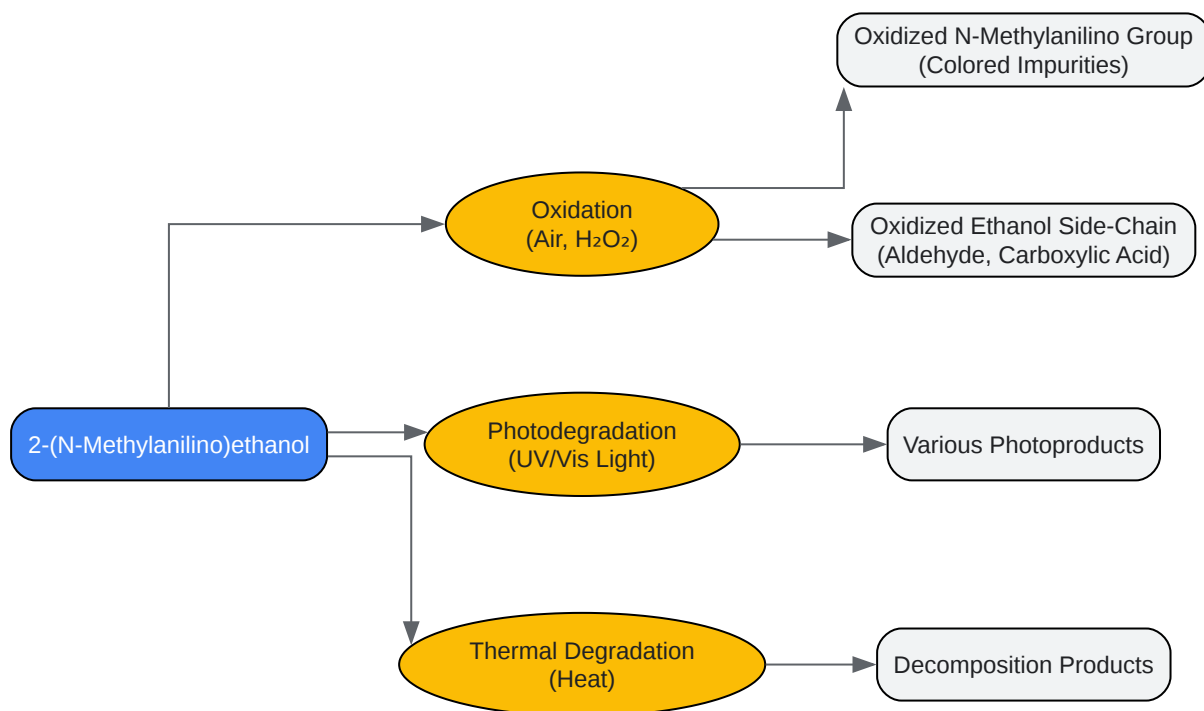 Oxidized N-Methylanilino Group
(Colored Impurities)
Oxidation
(Air, H₂O₂)
Oxidized Ethanol Side-Chain
(Aldehyde, Carboxylic Acid)
2-(N-Methylanilino)ethanol
Photodegradation
(UV/Vis Light)
Various Photoproducts
Thermal Degradation
(Heat)
Decomposition Products